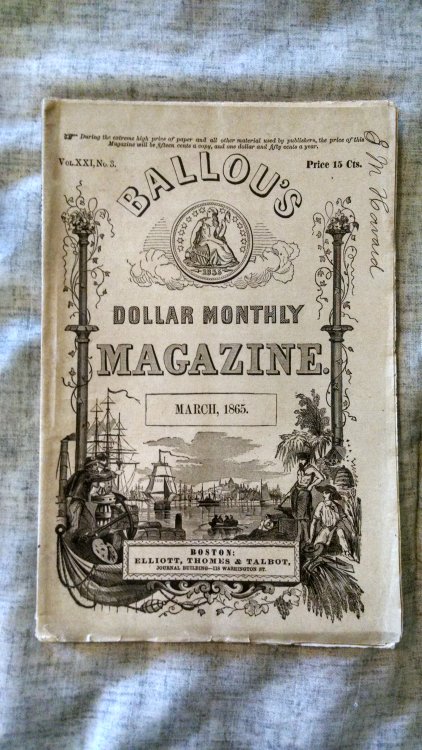 ☞ During the extreme high price of paper and all other material used by publishers, the price of this
Magazine will be fifteen cents a copy, and one dollar and fifty cents a year.
VOL. XXI, No. 3.
Price 15 Cts.
BALLOU'S
1836
DOLLAR MONTHLY
MAGAZINE.
MARCH, 1865.
BOSTON:
ELLIOTT, THOMES & TALBOT,
JOURNAL BUILDING—118 WASHINGTON ST.
J M Havard